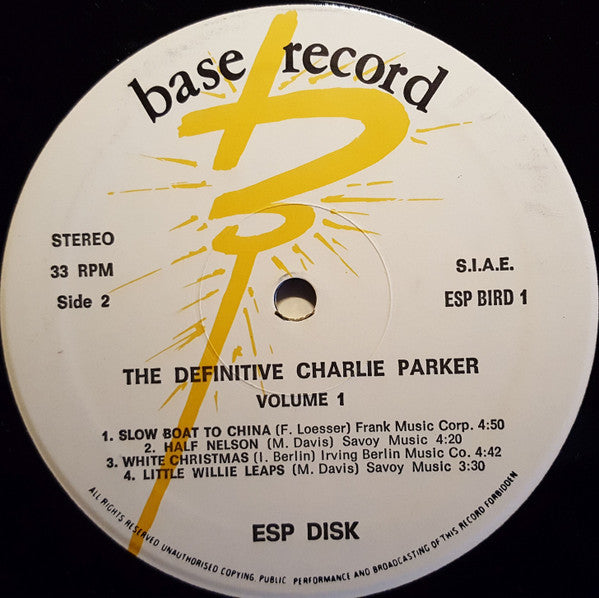 base record
STEREO
33 RPM
Side 2
S.I.A.E.
ESP BIRD 1
THE DEFINITIVE CHARLIE PARKER
VOLUME 1
1. SLOW BOAT TO CHINA (F. Loesser) Frank Music Corp. 4:50
2. HALF NELSON (M. Davis) Savoy Music 4:20
3. WHITE CHRISTMAS (I. Berlin) Irving Berlin Music Co. 4:42
4. LITTLE WILLIE LEAPS (M. Davis) Savoy Music 3:30
ESP DISK
ALL RIGHTS RESERVED UNAUTHORISED COPYING. PUBLIC PERFORMANCE AND BROADCASTING OF THIS RECORD FORBIDDEN